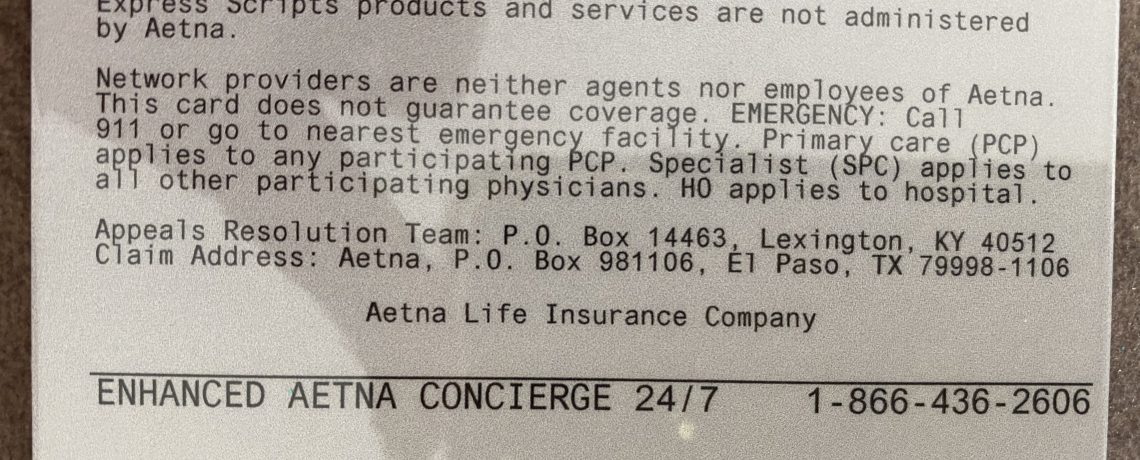 Express Scripts products and services are not administered
by Aetna.
Network providers are neither agents nor employees of Aetna.
This card does not guarantee coverage. EMERGENCY: Call
911 or go to nearest emergency facility. Primary care (PCP)
applies to any participating PCP. Specialist (SPC) applies to
all other participating physicians. HO applies to hospital.
Appeals Resolution Team: P.O. Box 14463, Lexington, KY 40512
Claim Address: Aetna, P.O. Box 981106, El Paso, TX 79998-1106
Aetna Life Insurance Company
ENHANCED AETNA CONCIERGE 24/7 1-866-436-2606